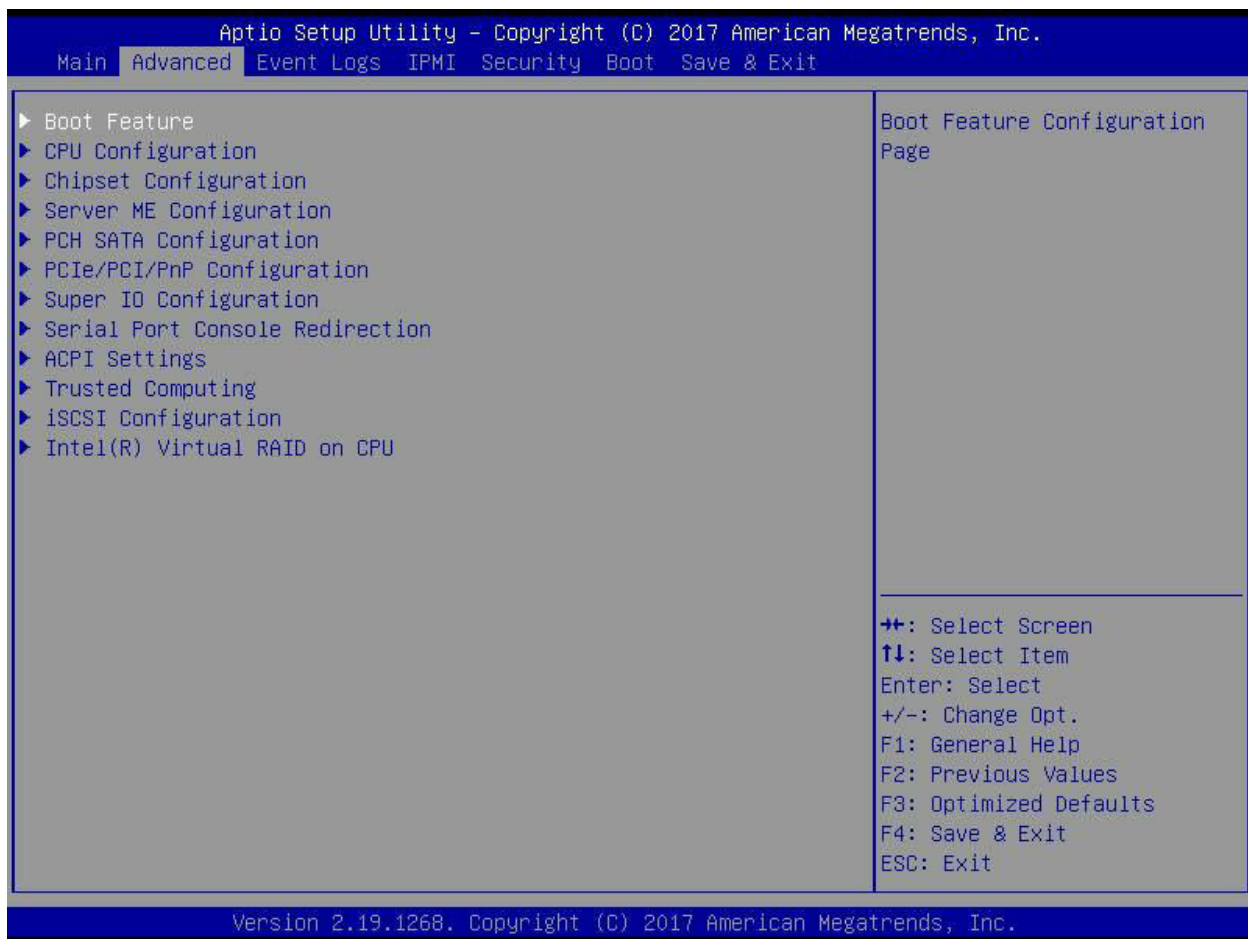 Aptio Setup Utility – Copyright (C) 2017 American Megatrends, Inc.
Main Advanced Event Logs IPMI Security Boot Save & Exit
▶ Boot Feature
▶ CPU Configuration
▶ Chipset Configuration
▶ Server ME Configuration
▶ PCH SATA Configuration
▶ PCIe/PCI/PnP Configuration
▶ Super IO Configuration
▶ Serial Port Console Redirection
▶ ACPI Settings
▶ Trusted Computing
▶ iSCSI Configuration
▶ Intel(R) Virtual RAID on CPU
Boot Feature Configuration
Page
→←: Select Screen
↑↓: Select Item
Enter: Select
+/-: Change Opt.
F1: General Help
F2: Previous Values
F3: Optimized Defaults
F4: Save & Exit
ESC: Exit
Version 2.19.1268. Copyright (C) 2017 American Megatrends, Inc.